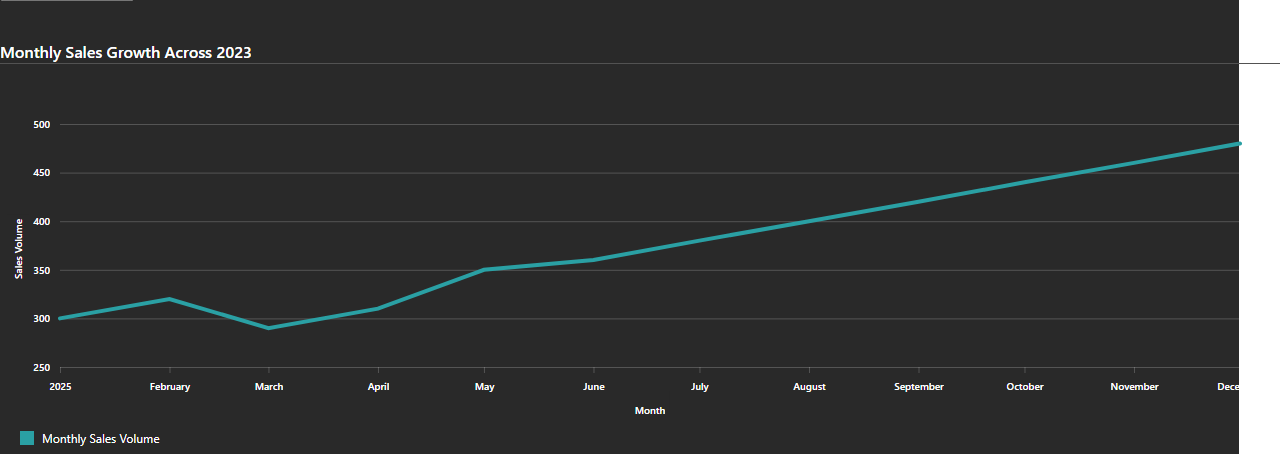 Monthly Sales Growth Across 2023
500
450
400
350
300
250
Sales Volume
2025 February March April May June July August September October November Dece
Month
Monthly Sales Volume